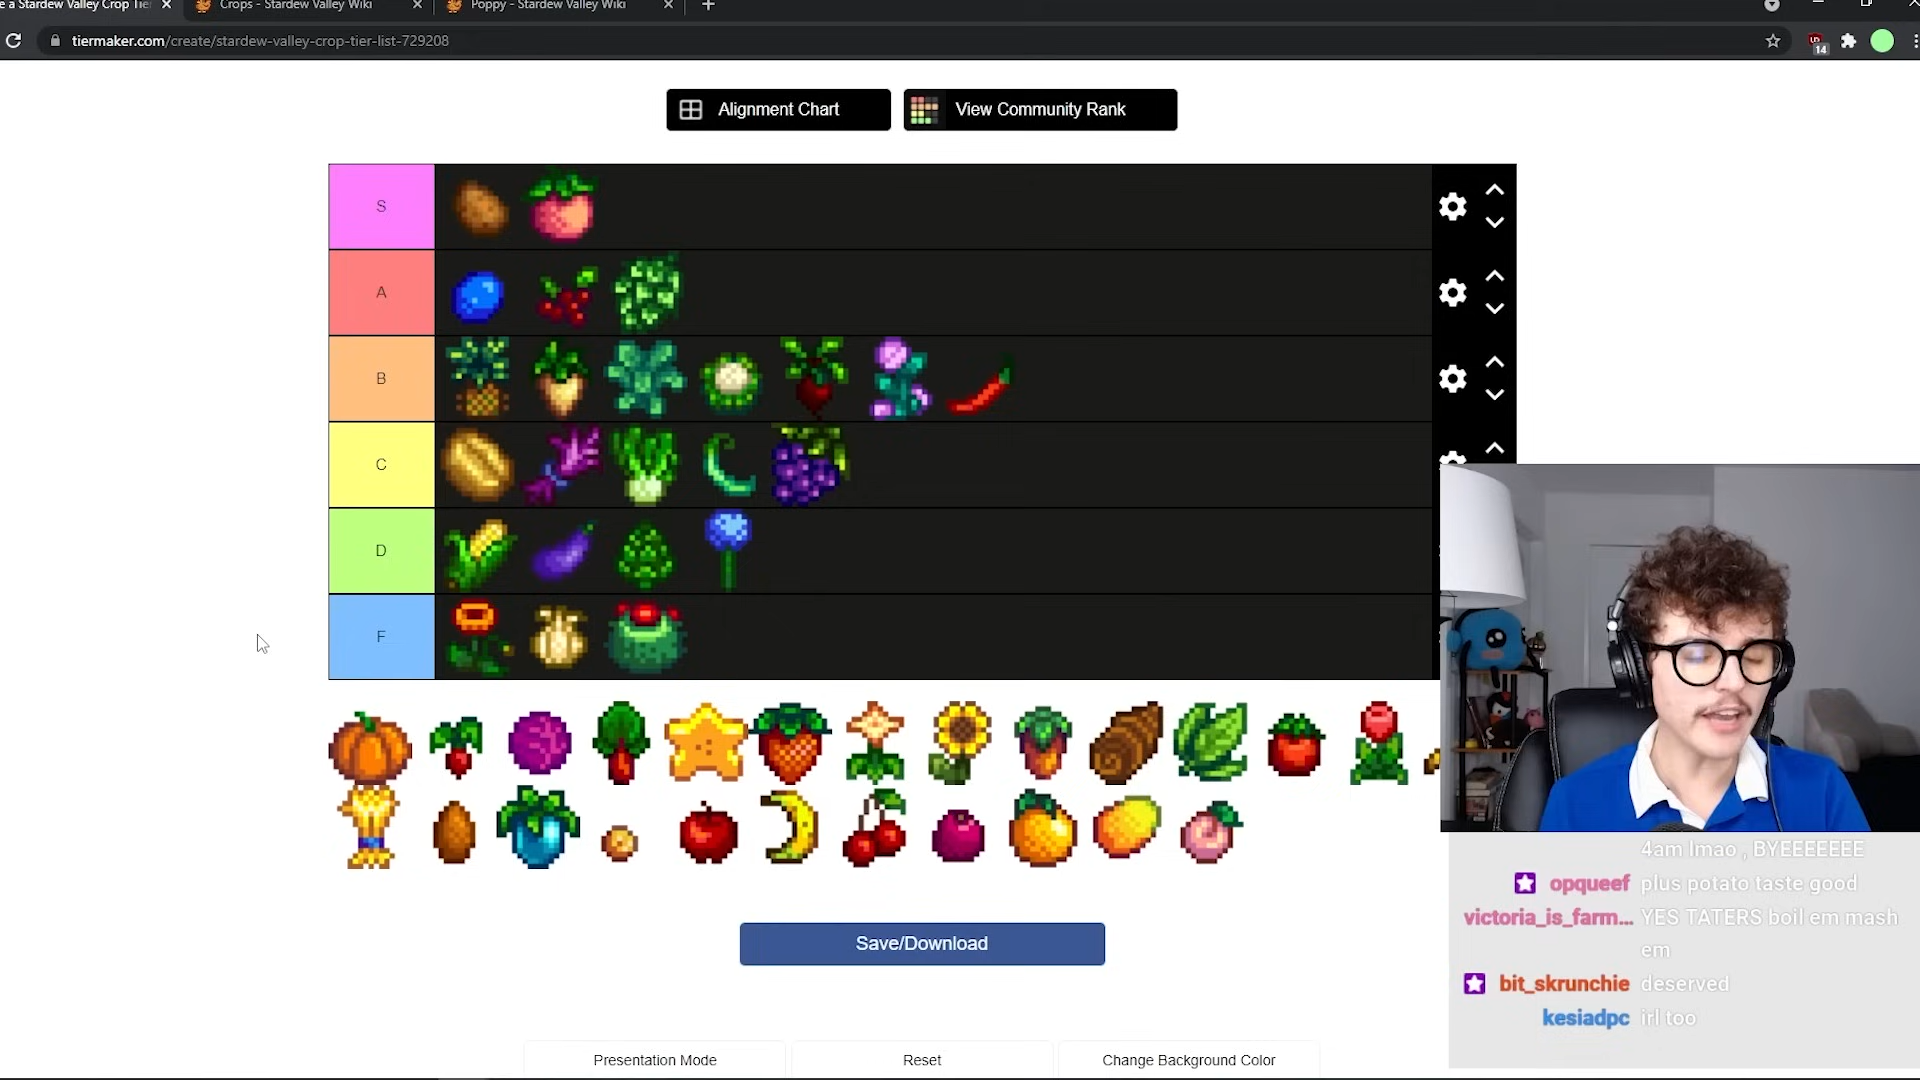 e a Stardew Valley Crop Tie
Crops - Stardew Valley Wiki
Poppy - Stardew Valley Wiki
tiermaker.com/create/stardew-valley-crop-tier-list-729208
14
Alignment Chart
View Community Rank
S
A
B
C
D
F
Save/Download
Presentation Mode
Reset
Change Background Color
4am lmao , BYEEEEEEE
opqueef plus potato taste good
victoria_is_farm... YES TATERS boil em mash
em
bit_skrunchie deserved
kesiadpc irl too